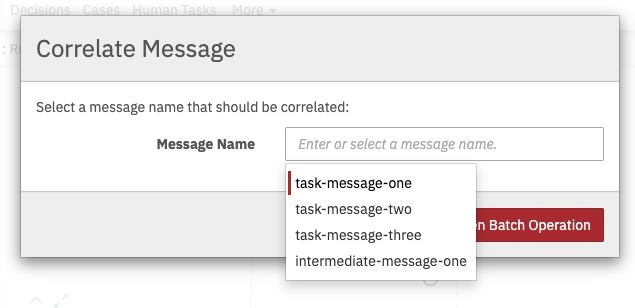 Decisions Cases Human Tasks More
Correlate Message
Select a message name that should be correlated:
Message Name
Enter or select a message name.
task-message-one
task-message-two
task-message-three
intermediate-message-one
Batch Operation